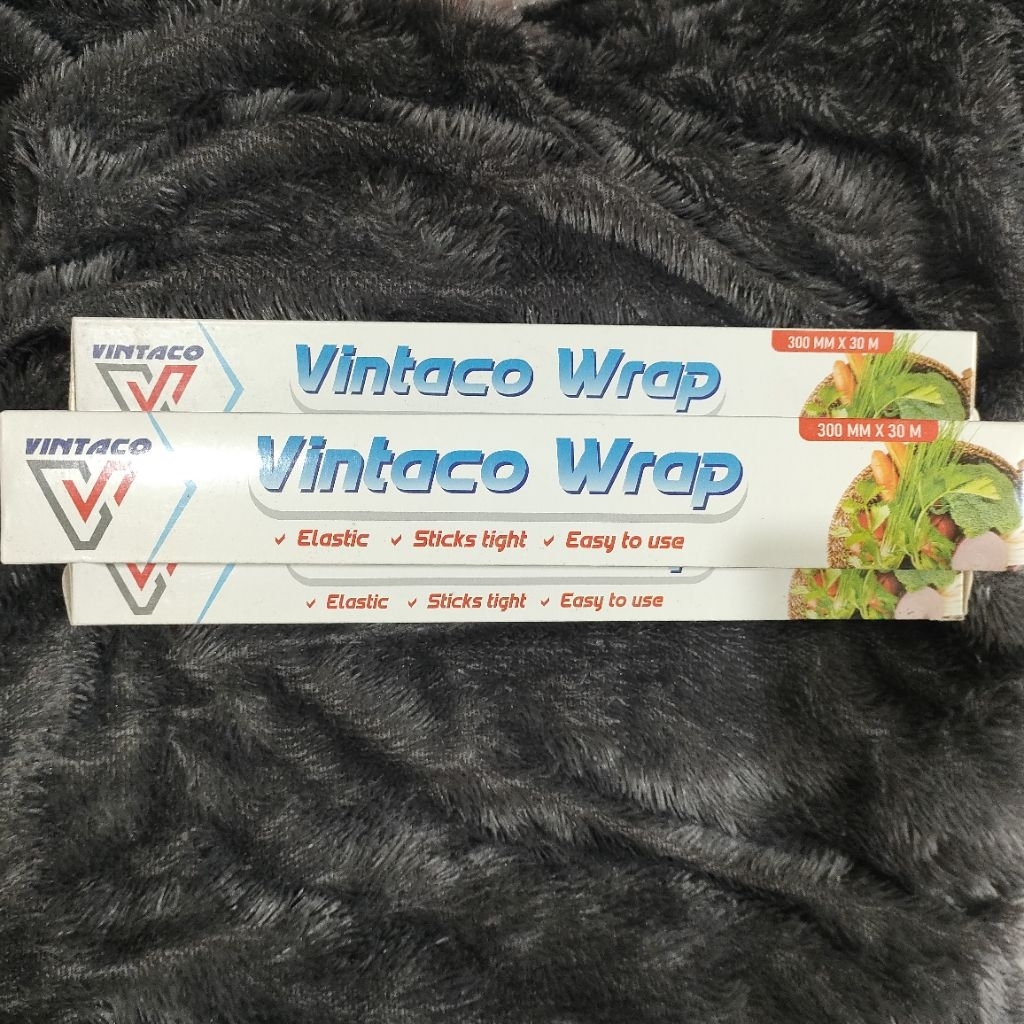 VINTACO
Vintaco Wrap
300 MM X 30 M
VINTACO
Vintaco Wrap
300 MM X 30 M
Elastic Sticks tight Easy to use
Elastic Sticks tight Easy to use